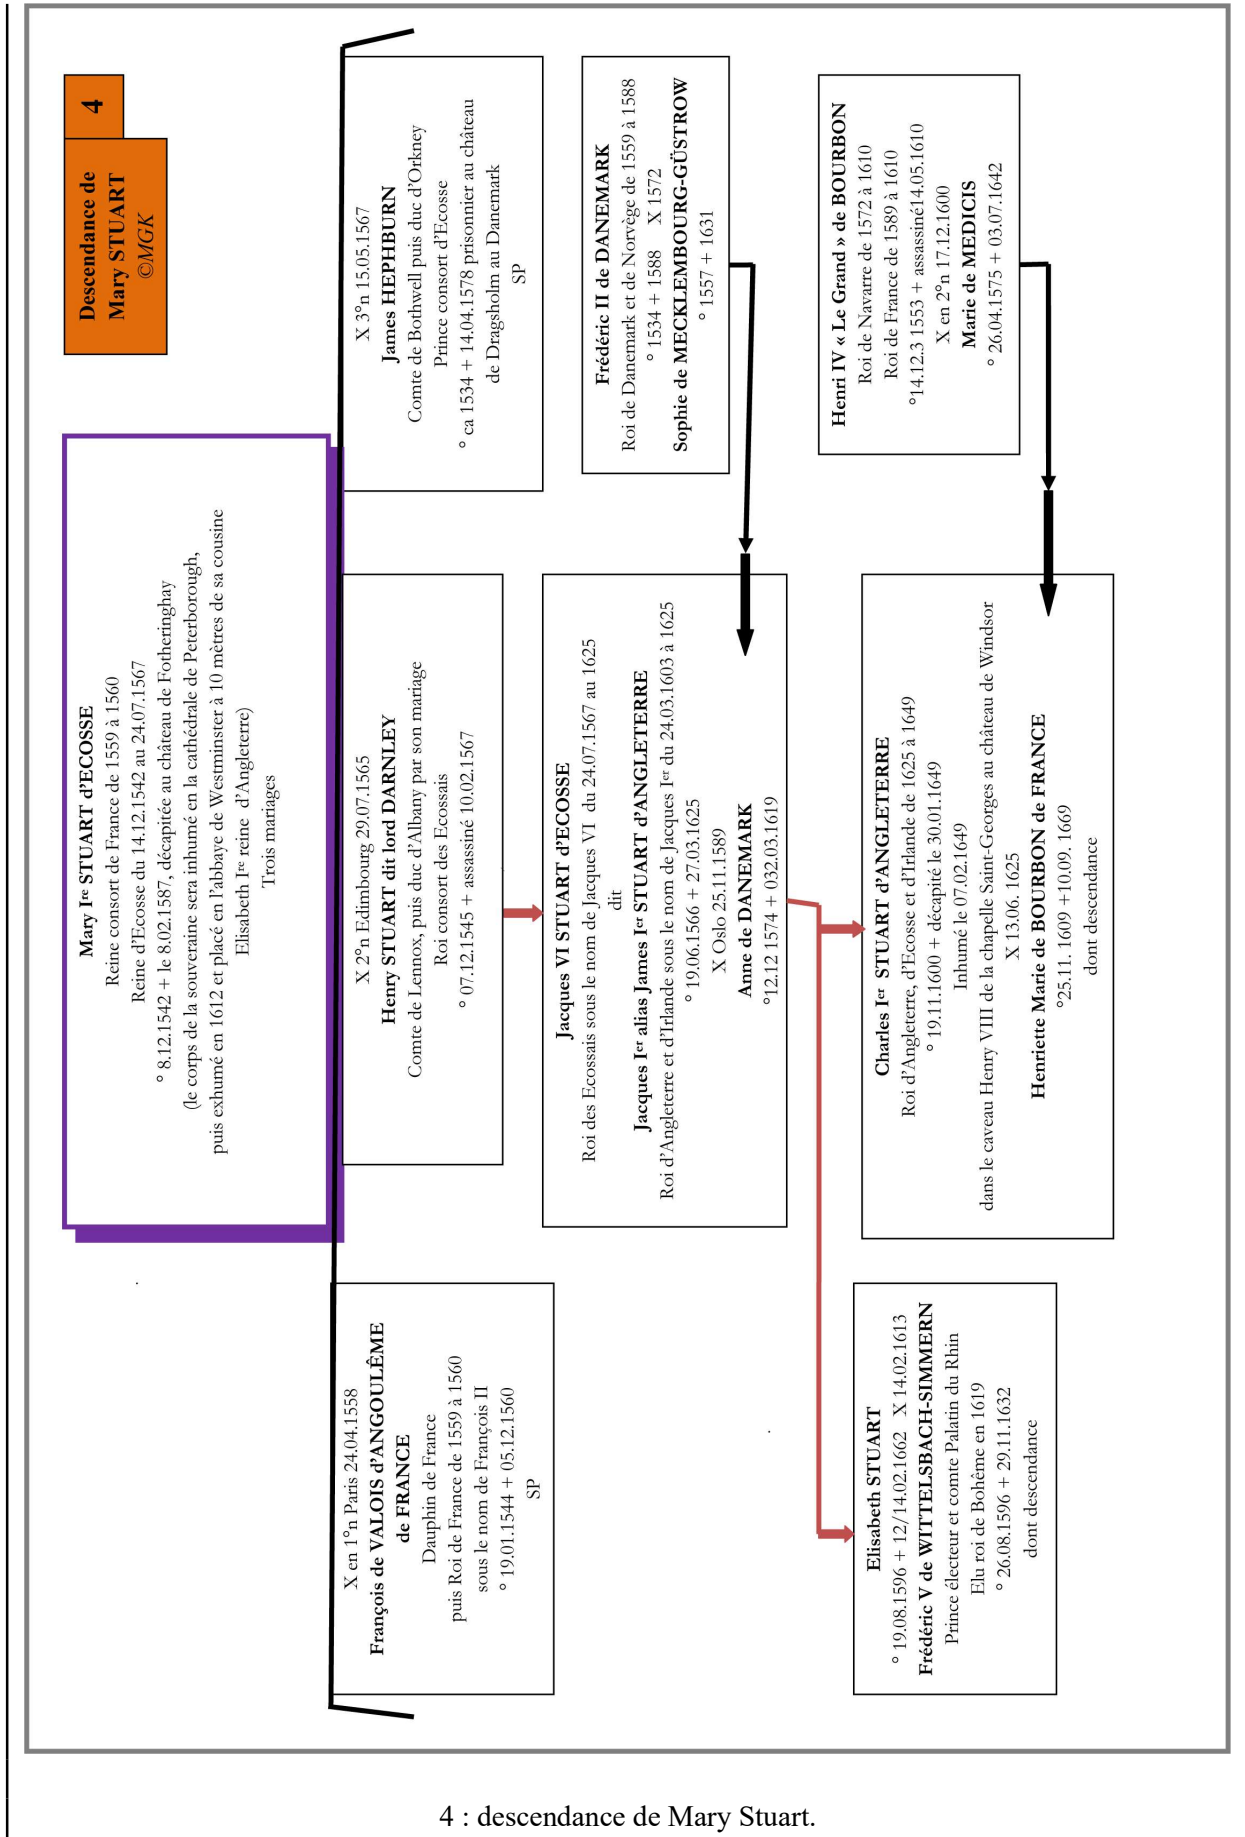 Descendance de
Mary STUART
©MGK
4
Mary Iʳᵉ STUART d’ECOSSE
Reine consort de France de 1559 à 1560
Reine d’Ecosse du 14.12.1542 au 24.07.1567
° 8.12.1542 + le 8.02.1587, décapitée au château de Fotheringhay
(le corps de la souveraine sera inhumé en la cathédrale de Peterborough,
puis exhumé en 1612 et placé en l’abbaye de Westminster à 10 mètres de sa cousine
Elisabeth Iʳᵉ reine d’Angleterre)
Trois mariages
X en 1°n Paris 24.04.1558
François de VALOIS d’ANGOULÊME
de FRANCE
Dauphin de France
puis Roi de France de 1559 à 1560
sous le nom de François II
° 19.01.1544 + 05.12.1560
SP
X 2°n Edimbourg 29.07.1565
Henry STUART dit lord DARNLEY
Comte de Lennox, puis duc d’Albany par son mariage
Roi consort des Ecossais
° 07.12.1545 + assassiné 10.02.1567
X 3°n 15.05.1567
James HEPHBURN
Comte de Bothwell puis duc d’Orkney
Prince consort d’Ecosse
° ca 1534 + 14.04.1578 prisonnier au château
de Dragsholm au Danemark
SP
Jacques VI STUART d’ECOSSE
Roi des Ecossais sous le nom de Jacques VI du 24.07.1567 au 1625
dit
Jacques Iᵉʳ alias James Iᵉʳ STUART d’ANGLETERRE
Roi d’Angleterre et d’Irlande sous le nom de Jacques Iᵉʳ du 24.03.1603 à 1625
° 19.06.1566 + 27.03.1625
X Oslo 25.11.1589
Anne de DANEMARK
°12.12 1574 + 032.03.1619
Frédéric II de DANEMARK
Roi de Danemark et de Norvège de 1559 à 1588
° 1534 + 1588 X 1572
Sophie de MECKLEMBOURG-GÜSTROW
° 1557 + 1631
Elisabeth STUART
° 19.08.1596 + 12/14.02.1662 X 14.02.1613
Frédéric V de WITTELSBACH-SIMMERN
Prince électeur et comte Palatin du Rhin
Elu roi de Bohême en 1619
° 26.08.1596 + 29.11.1632
dont descendance
Charles Iᵉʳ STUART d’ANGLETERRE
Roi d’Angleterre, d’Ecosse et d’Irlande de 1625 à 1649
° 19.11.1600 + décapité le 30.01.1649
Inhumé le 07.02.1649
dans le caveau Henry VIII de la chapelle Saint-Georges au château de Windsor
X 13.06. 1625
Henriette Marie de BOURBON de FRANCE
°25.11. 1609 +10.09. 1669
dont descendance
Henri IV « Le Grand » de BOURBON
Roi de Navarre de 1572 à 1610
Roi de France de 1589 à 1610
°14.12.3 1553 + assassiné14.05.1610
X en 2°n 17.12.1600
Marie de MEDICIS
° 26.04.1575 + 03.07.1642
4 : descendance de Mary Stuart.